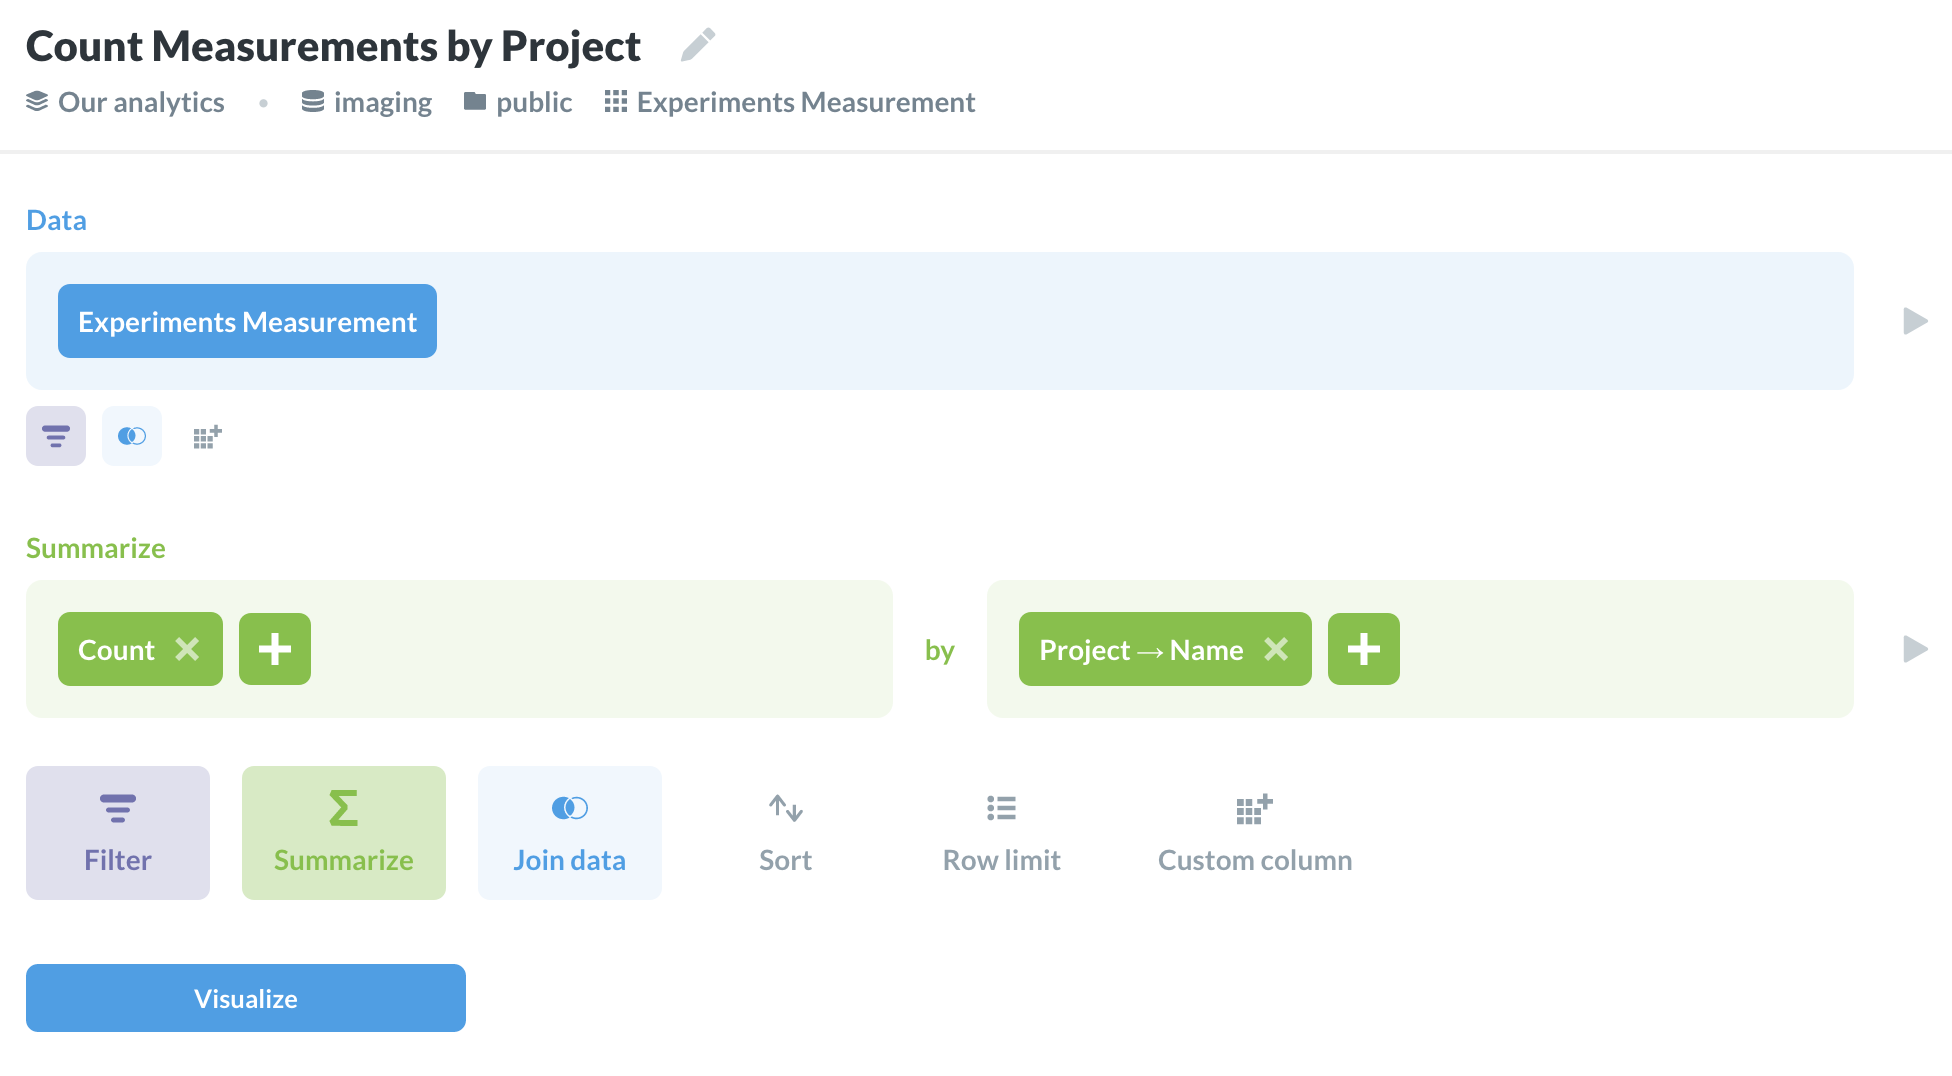 Count Measurements by Project
Our analytics • imaging public Experiments Measurement
Data
Experiments Measurement
Summarize
Count by Project → Name
Filter Summarize Join data Sort Row limit Custom column
Visualize